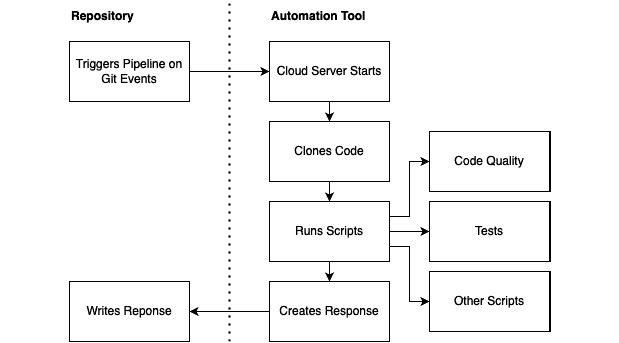 Repository
Automation Tool
Triggers Pipeline on
Git Events
Cloud Server Starts
Clones Code
Code Quality
Runs Scripts
Tests
Other Scripts
Writes Reponse
Creates Response